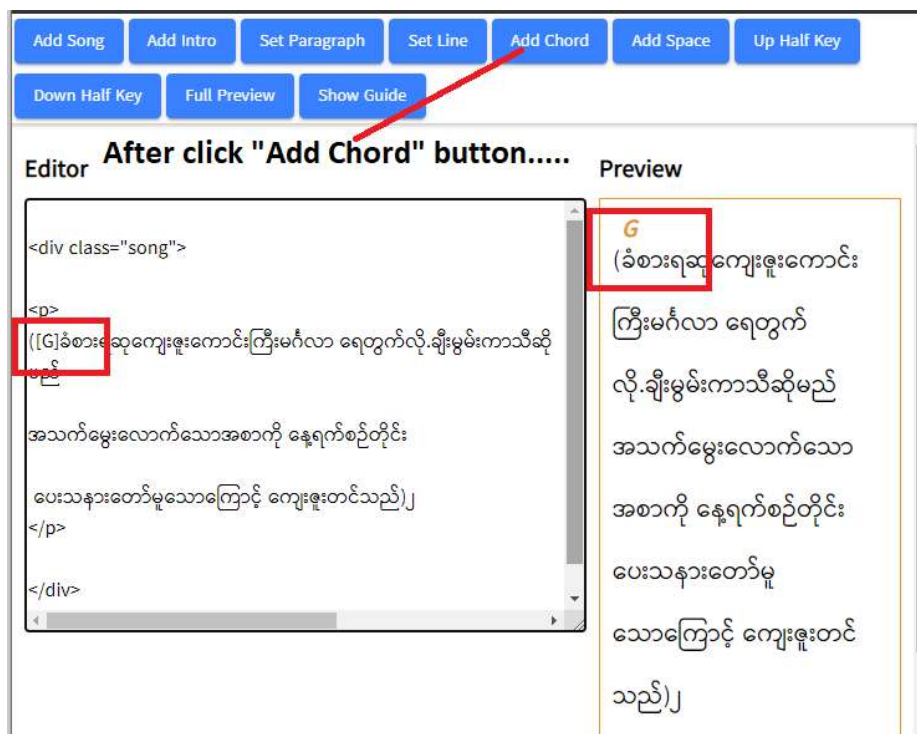 Add Song Add Intro Set Paragraph Set Line Add Chord Add Space Up Half Key
Down Half Key Full Preview Show Guide
After click "Add Chord" button.....
Editor
<div class="song">
<p>
([G]ခံစားရဆုကျေးဇူးကောင်းကြီးမင်္ဂလာ ရေတွက်လို.ချီးမွမ်းကာသီဆို
မည်
အသက်မွေးလောက်သောအစာကို နေ့ရက်စဉ်တိုင်း
ပေးသနားတော်မူသောကြောင့် ကျေးဇူးတင်သည်)၂
</p>
</div>
Preview
G
(ခံစားရဆုကျေးဇူးကောင်း
ကြီးမင်္ဂလာ ရေတွက်
လို.ချီးမွမ်းကာသီဆိုမည်
အသက်မွေးလောက်သော
အစာကို နေ့ရက်စဉ်တိုင်း
ပေးသနားတော်မူ
သောကြောင့် ကျေးဇူးတင်
သည်)၂